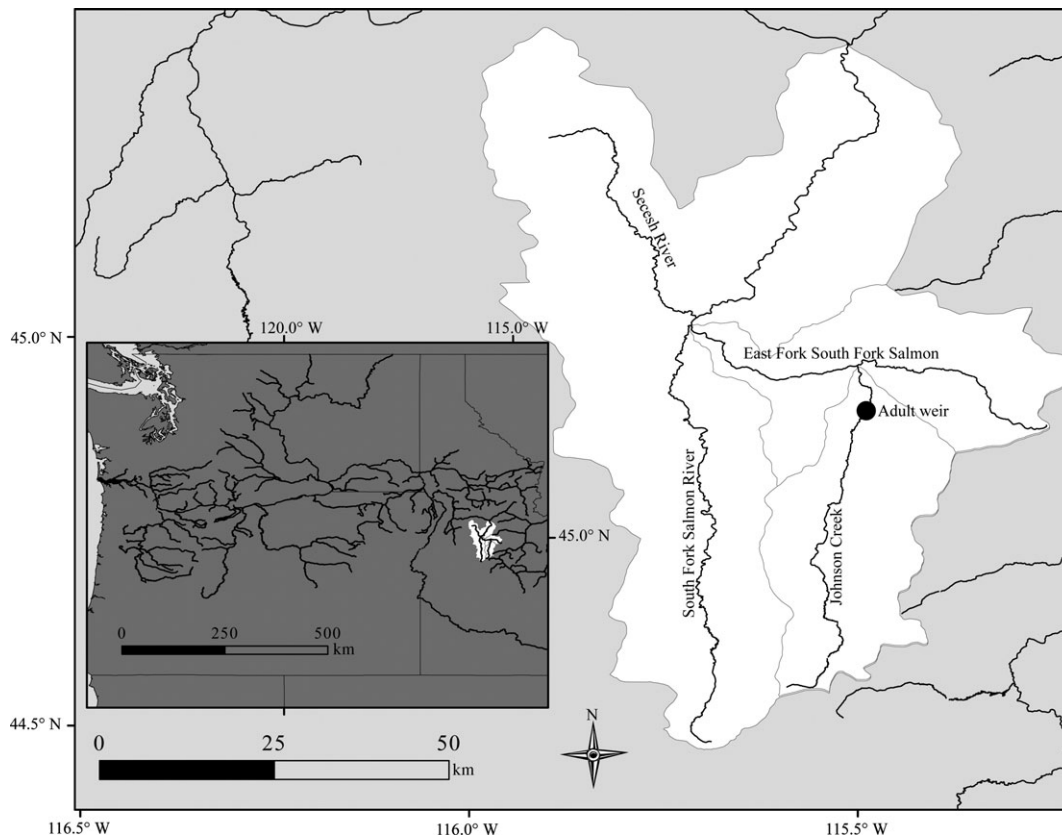 Secesh River
45.0° N
120.0° W
115.0° W
East Fork South Fork Salmon
Adult weir
South Fork Salmon River
Johnson Creek
45.0° N
0
250
500
km
44.5° N
N
0
25
50
km
116.5° W
116.0° W
115.5° W